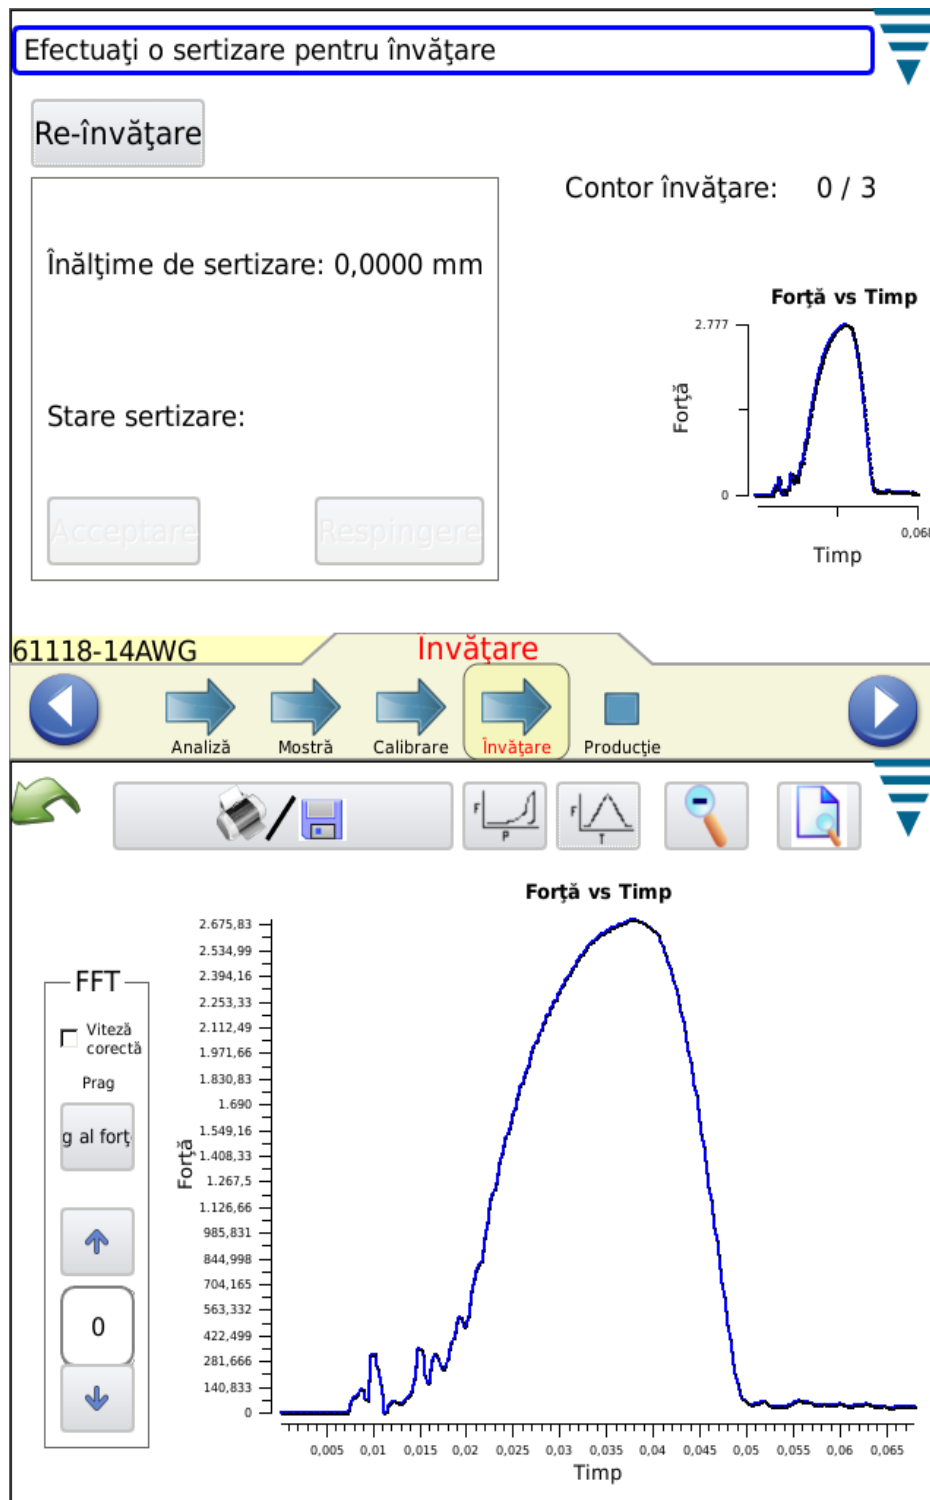 Efectuaţi o sertizare pentru învăţare
Re-învăţare
Contor învăţare: 0 / 3
Înălţime de sertizare: 0,0000 mm
Stare sertizare:
Acceptare
Respingere
Forţă vs Timp
2.777
Forţă
0
0,068
Timp
61118-14AWG
Învăţare
Analiză
Mostră
Calibrare
Învăţare
Producţie
F
P
F
T
Forţă vs Timp
FFT
Viteză
corectă
Prag
g al forţ
0
Forţă
2.675,83
2.534,99
2.394,16
2.253,33
2.112,49
1.971,66
1.830,83
1.690
1.549,16
1.408,33
1.267,5
1.126,66
985,831
844,998
704,165
563,332
422,499
281,666
140,833
0
0,005 0,01 0,015 0,02 0,025 0,03 0,035 0,04 0,045 0,05 0,055 0,06 0,065
Timp